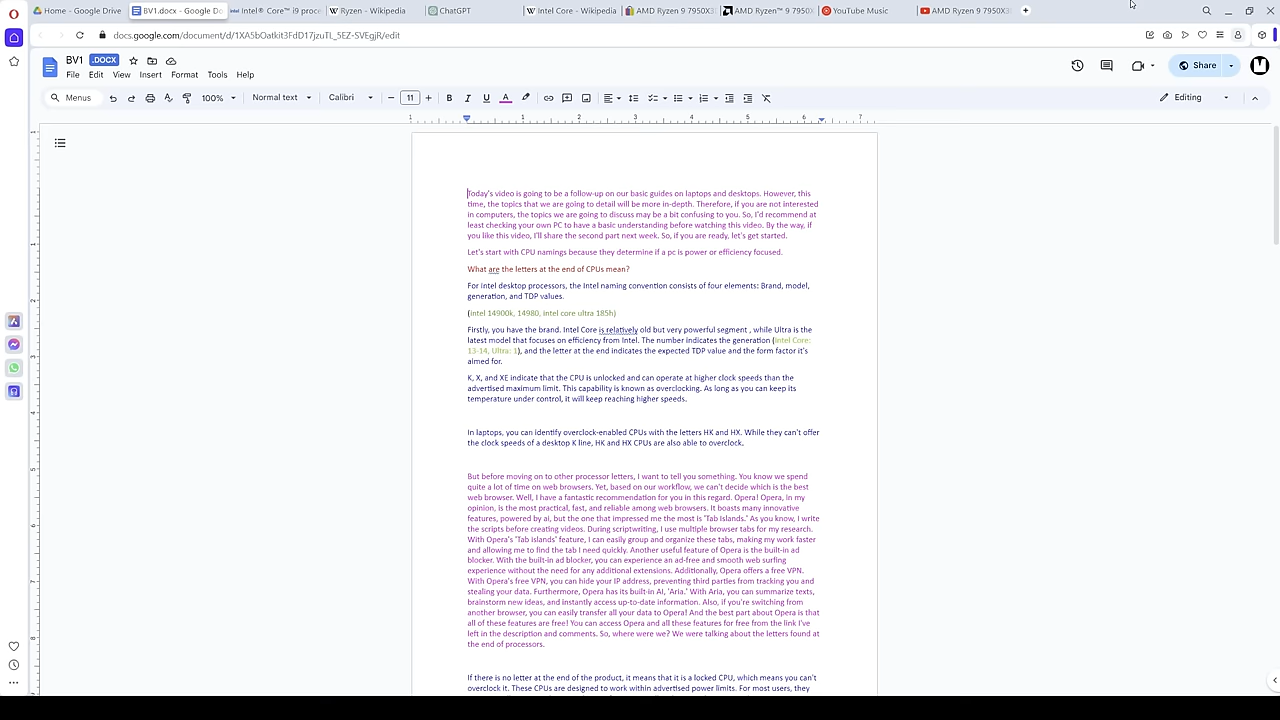 Home - Google Drive
BV1.docx - Google Do
Intel® Core™ i9 proce
Ryzen - Wikipedia
ChatGPT
Intel Core - Wikipedia
AMD Ryzen 9 7950X3
AMD Ryzen™ 9 7950X
YouTube Music
AMD Ryzen 9 7950X3
docs.google.com/document/d/1XA5bOatkit3FdD17jzuTL_5EZ-SVEgjR/edit
BV1 .DOCX
File Edit View Insert Format Tools Help
Share
Menus 100% Normal text Calibri 11 Editing
1 1 2 3 4 5 6 7
Today's video is going to be a follow-up on our basic guides on laptops and desktops. However, this
time, the topics that we are going to detail will be more in-depth. Therefore, if you are not interested
in computers, the topics we are going to discuss may be a bit confusing to you. So, I'd recommend at
least checking your own PC to have a basic understanding before watching this video. By the way, if
you like this video, I'll share the second part next week. So, if you are ready, let's get started.
Let's start with CPU namings because they determine if a pc is power or efficiency focused.
What are the letters at the end of CPUs mean?
For Intel desktop processors, the Intel naming convention consists of four elements: Brand, model,
generation, and TDP values.
(intel 14900k, 14980, intel core ultra 185h)
Firstly, you have the brand. Intel Core is relatively old but very powerful segment , while Ultra is the
latest model that focuses on efficiency from Intel. The number indicates the generation (Intel Core:
13-14, Ultra: 1), and the letter at the end indicates the expected TDP value and the form factor it's
aimed for.
K, X, and XE indicate that the CPU is unlocked and can operate at higher clock speeds than the
advertised maximum limit. This capability is known as overclocking. As long as you can keep its
temperature under control, it will keep reaching higher speeds.
In laptops, you can identify overclock-enabled CPUs with the letters HK and HX. While they can't offer
the clock speeds of a desktop K line, HK and HX CPUs are also able to overclock.
But before moving on to other processor letters, I want to tell you something. You know we spend
quite a lot of time on web browsers. Yet, based on our workflow, we can't decide which is the best
web browser. Well, I have a fantastic recommendation for you in this regard. Opera! Opera, in my
opinion, is the most practical, fast, and reliable among web browsers. It boasts many innovative
features, powered by ai, but the one that impressed me the most is 'Tab Islands.' As you know, I write
the scripts before creating videos. During scriptwriting, I use multiple browser tabs for my research.
With Opera's 'Tab Islands' feature, I can easily group and organize these tabs, making my work faster
and allowing me to find the tab I need quickly. Another useful feature of Opera is the built-in ad
blocker. With the built-in ad blocker, you can experience an ad-free and smooth web surfing
experience without the need for any additional extensions. Additionally, Opera offers a free VPN.
With Opera's free VPN, you can hide your IP address, preventing third parties from tracking you and
stealing your data. Furthermore, Opera has its built-in AI, 'Aria.' With Aria, you can summarize texts,
brainstorm new ideas, and instantly access up-to-date information. Also, if you're switching from
another browser, you can easily transfer all your data to Opera! And the best part about Opera is that
all of these features are free! You can access Opera and all these features for free from the link I've
left in the description and comments. So, where were we? We were talking about the letters found at
the end of processors.
If there is no letter at the end of the product, it means that it is a locked CPU, which means you can't
overclock it. These CPUs are designed to work within advertised power limits. For most users, they